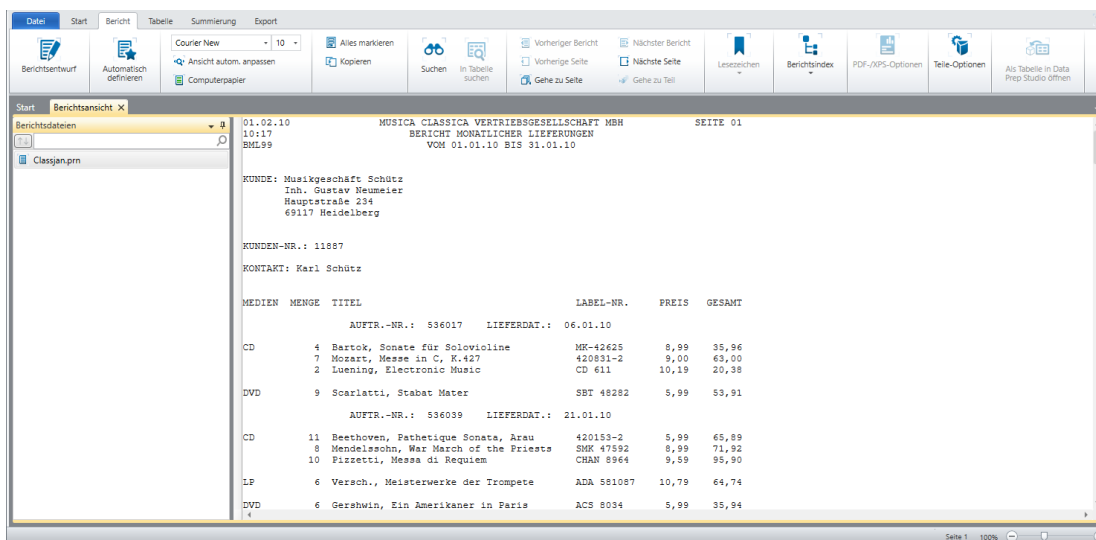 Datei Start Bericht Tabelle Summierung Export
Berichtsentwurf
Automatisch definieren
Courier New 10
Ansicht autom. anpassen
Computerpapier
Alles markieren
Kopieren
Suchen
In Tabelle suchen
Vorheriger Bericht
Vorherige Seite
Gehe zu Seite
Nächster Bericht
Nächste Seite
Gehe zu Teil
Lesezeichen
Berichtsindex
PDF-/XPS-Optionen
Teile-Optionen
Als Tabelle in Data Prep Studio öffnen
Start Berichtsansicht X
Berichtsdateien
Classjan.prn
01.02.10 MUSICA CLASSICA VERTRIEBSGESELLSCHAFT MBH SEITE 01
10:17 BERICHT MONATLICHER LIEFERUNGEN
BML99 VOM 01.01.10 BIS 31.01.10
KUNDE: Musikgeschäft Schütz
Inh. Gustav Neumeier
Hauptstraße 234
69117 Heidelberg
KUNDEN-NR.: 11887
KONTAKT: Karl Schütz
MEDIEN MENGE TITEL LABEL-NR. PREIS GESAMT
AUFTR.-NR.: 536017 LIEFERDAT.: 06.01.10
CD 4 Bartok, Sonate für Solovioline MK-42625 8,99 35,96
7 Mozart, Messe in C, K.427 420831-2 9,00 63,00
2 Luening, Electronic Music CD 611 10,19 20,38
DVD 9 Scarlatti, Stabat Mater SBT 48282 5,99 53,91
AUFTR.-NR.: 536039 LIEFERDAT.: 21.01.10
CD 11 Beethoven, Pathetique Sonata, Arau 420153-2 5,99 65,89
8 Mendelssohn, War March of the Priests SMK 47592 8,99 71,92
10 Pizzetti, Messa di Requiem CHAN 8964 9,59 95,90
LP 6 Versch., Meisterwerke der Trompete ADA 581087 10,79 64,74
DVD 6 Gershwin, Ein Amerikaner in Paris ACS 8034 5,99 35,94
Seite 1 100%